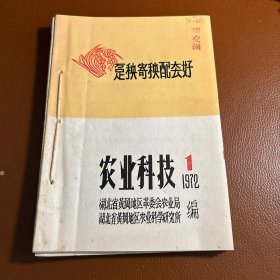 足秧寄秧配套好
农业科技 1
1972
湖北省黄冈地区革委会农业局
湖北省黄冈地区农业科学研究所
编